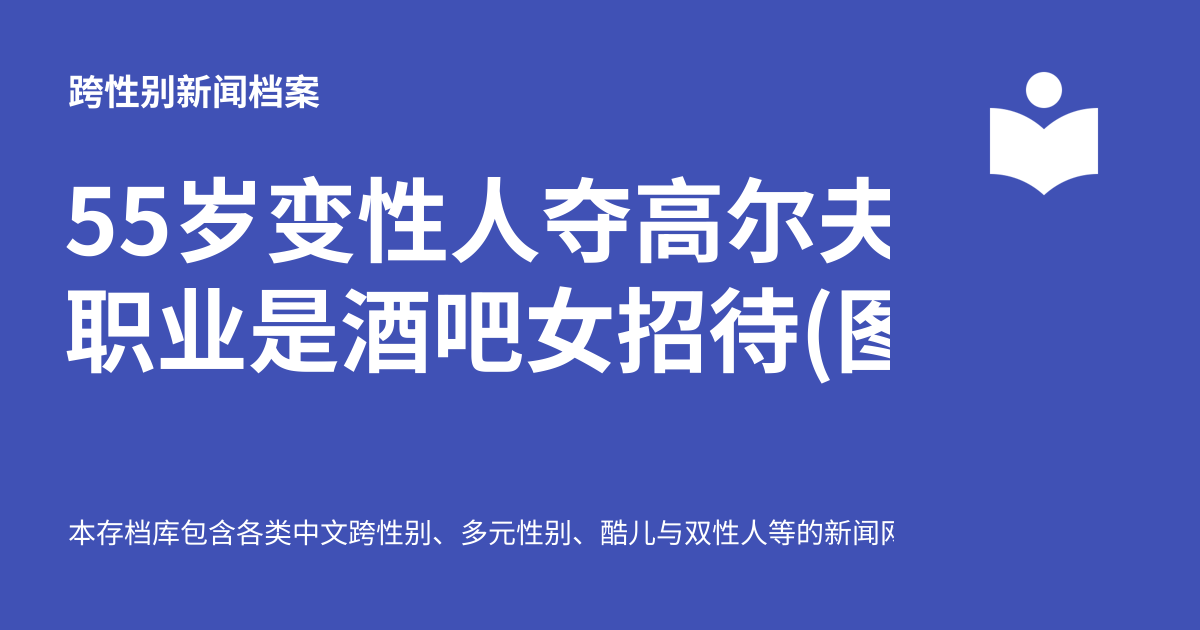 跨性别新闻档案
55岁变性人夺高尔夫
职业是酒吧女招待(图
本存档库包含各类中文跨性别、多元性别、酷儿与双性人等的新闻网